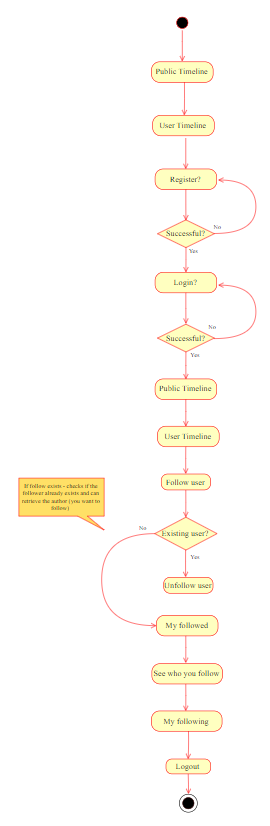 Public Timeline
User Timeline
Register?
Successful?
No
Yes
Login?
Successful?
No
Yes
Public Timeline
User Timeline
Follow user
If follow exists - checks if the
follower already exists and can
retrieve the author (you want to
follow)
Existing user?
No
Yes
Unfollow user
My followed
See who you follow
My following
Logout